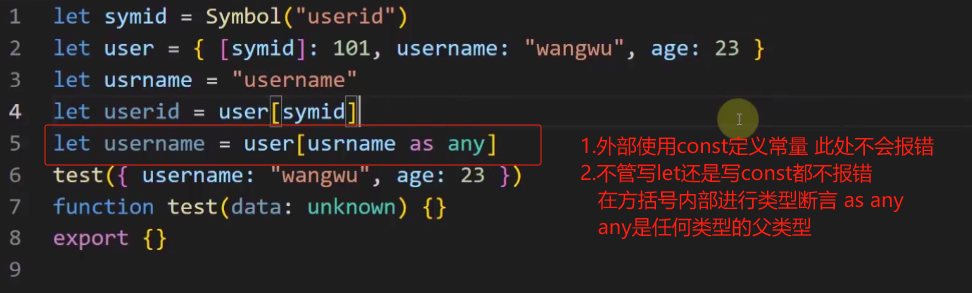 1 let symid = Symbol("userid")
2 let user = { [symid]: 101, username: "wangwu", age: 23 }
3 let usrname = "username"
4 let userid = user[symid]
5 let username = user[usrname as any]
6 test({ username: "wangwu", age: 23 })
7 function test(data: unknown) {}
8 export {}
9
1.外部使用const定义常量 此处不会报错
2.不管写let还是写const都不报错
在方括号内部进行类型断言 as any
any是任何类型的父类型